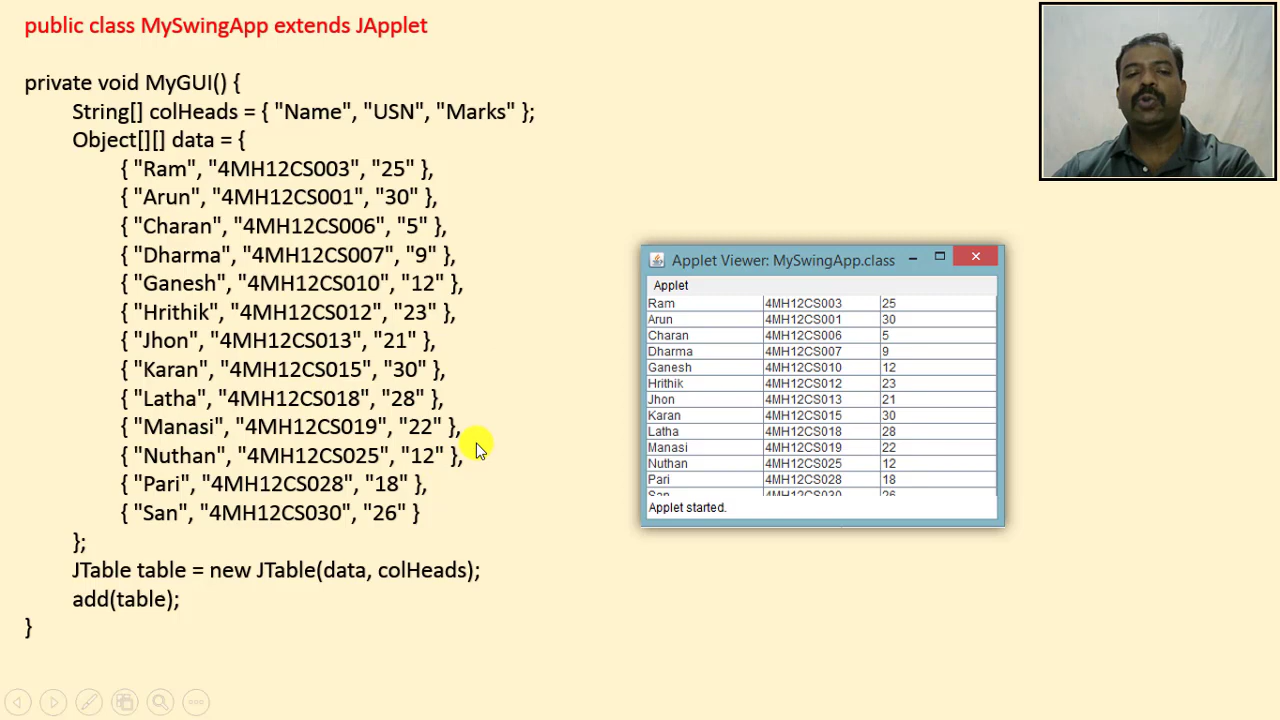 public class MySwingApp extends JApplet
private void MyGUI() {
String[] colHeads = { "Name", "USN", "Marks" };
Object[][] data = {
{ "Ram", "4MH12CS003", "25" },
{ "Arun", "4MH12CS001", "30" },
{ "Charan", "4MH12CS006", "5" },
{ "Dharma", "4MH12CS007", "9" },
{ "Ganesh", "4MH12CS010", "12" },
{ "Hrithik", "4MH12CS012", "23" },
{ "Jhon", "4MH12CS013", "21" },
{ "Karan", "4MH12CS015", "30" },
{ "Latha", "4MH12CS018", "28" },
{ "Manasi", "4MH12CS019", "22" },
{ "Nuthan", "4MH12CS025", "12" },
{ "Pari", "4MH12CS028", "18" },
{ "San", "4MH12CS030", "26" }
};
JTable table = new JTable(data, colHeads);
add(table);
}
Applet Viewer: MySwingApp.class
Applet
Ram 4MH12CS003 25
Arun 4MH12CS001 30
Charan 4MH12CS006 5
Dharma 4MH12CS007 9
Ganesh 4MH12CS010 12
Hrithik 4MH12CS012 23
Jhon 4MH12CS013 21
Karan 4MH12CS015 30
Latha 4MH12CS018 28
Manasi 4MH12CS019 22
Nuthan 4MH12CS025 12
Pari 4MH12CS028 18
San 4MH12CS030 26
Applet started.